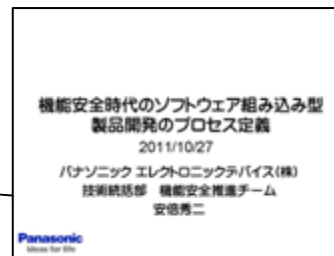 機能安全時代のソフトウェア組み込み型
製品開発のプロセス定義
2011/10/27
パナソニック エレクトロニックデバイス(株)
技術統括部 機能安全推進チーム
安倍秀二
Panasonic
ideas for life